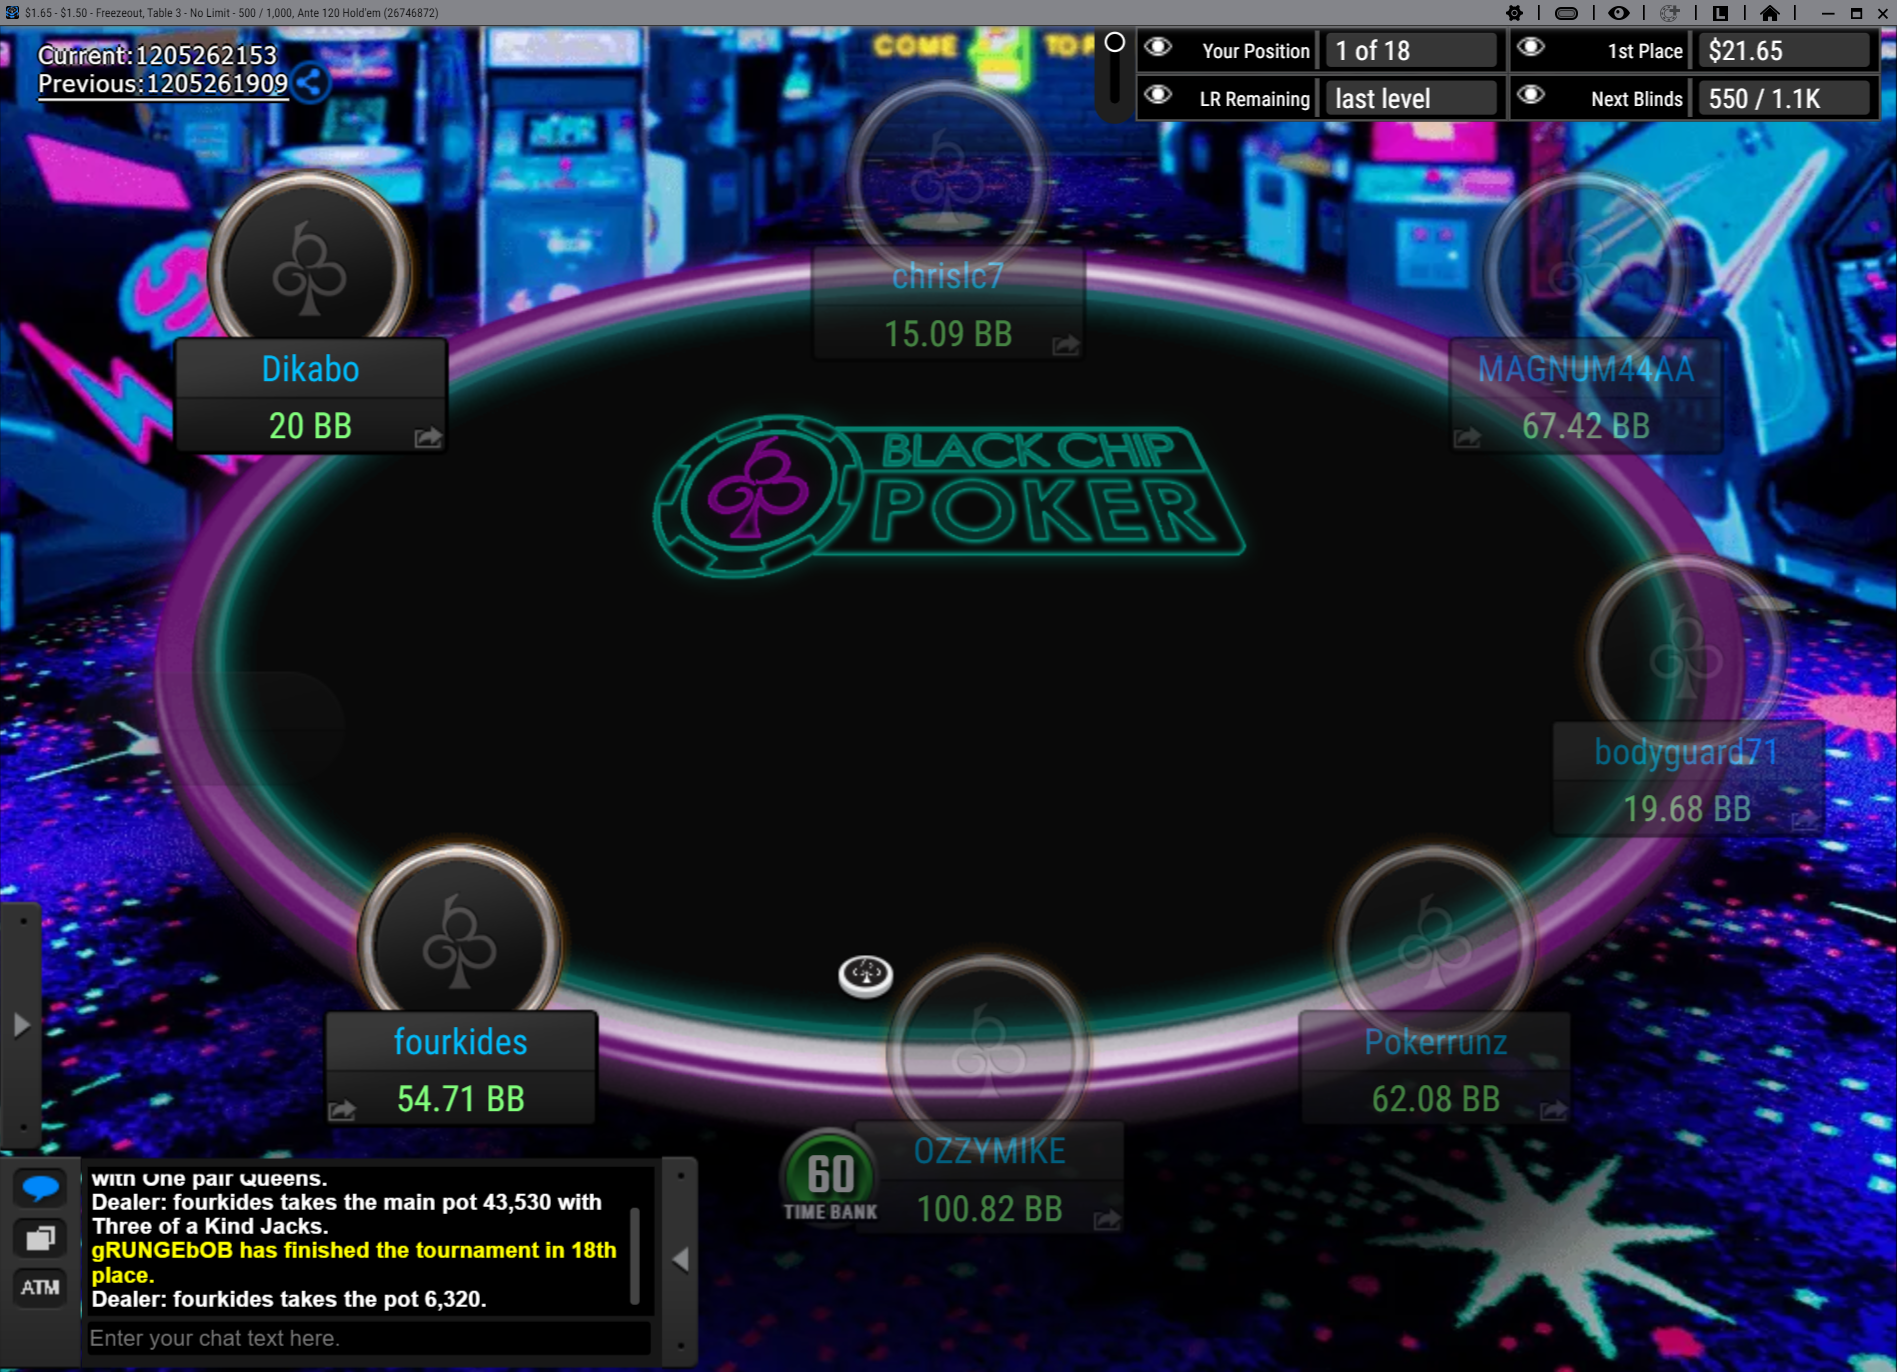 $1.65 - $1.50 - Freezeout, Table 3 - No Limit - 500 / 1,000, Ante 120 Hold'em (26746872)
Current:1205262153
Previous:1205261909
COME TO
Your Position 1 of 18
1st Place $21.65
LR Remaining last level
Next Blinds 550 / 1.1K
chrislc7
15.09 BB
Dikabo
20 BB
MAGNUM44AA
67.42 BB
BLACK CHIP
POKER
bodyguard71
19.68 BB
fourkides
54.71 BB
Pokerrunz
62.08 BB
OZZYMIKE
100.82 BB
60
TIME BANK
with One pair Queens.
Dealer: fourkides takes the main pot 43,530 with
Three of a Kind Jacks.
gRUNGEbOB has finished the tournament in 18th
place.
Dealer: fourkides takes the pot 6,320.
ATM
Enter your chat text here.